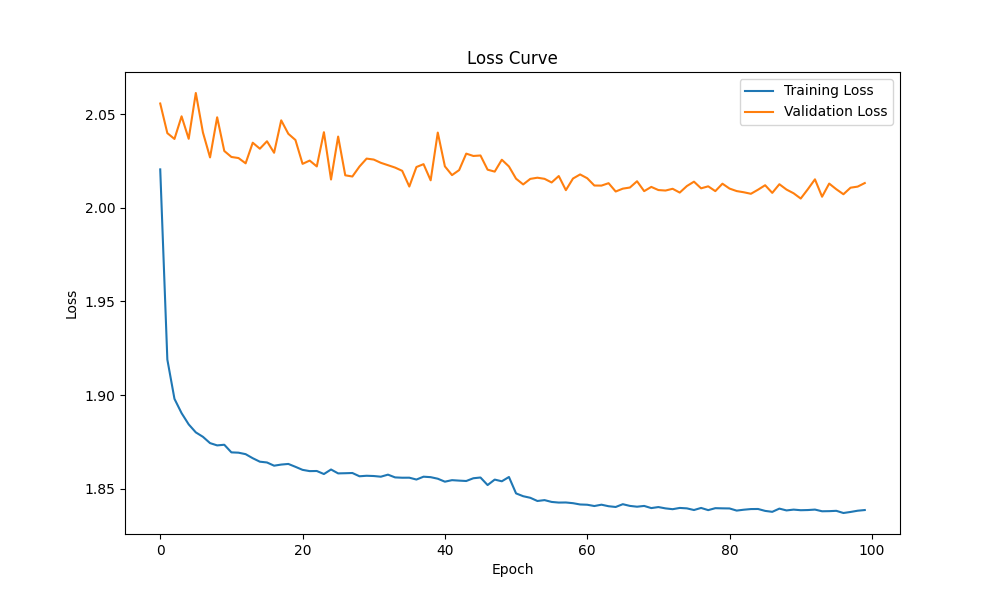 Loss Curve
Training Loss
Validation Loss
2.05
2.00
1.95
1.90
1.85
Loss
0 20 40 60 80 100
Epoch